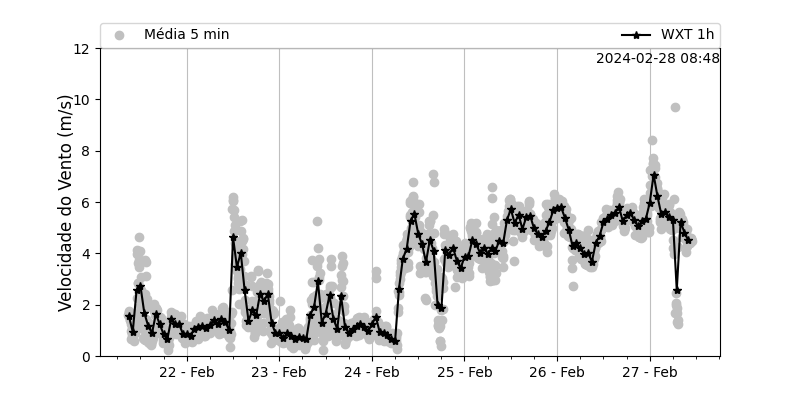 Média 5 min
WXT 1h
2024-02-28 08:48
Velocidade do Vento (m/s)
12
10
8
6
4
2
0
22 - Feb
23 - Feb
24 - Feb
25 - Feb
26 - Feb
27 - Feb